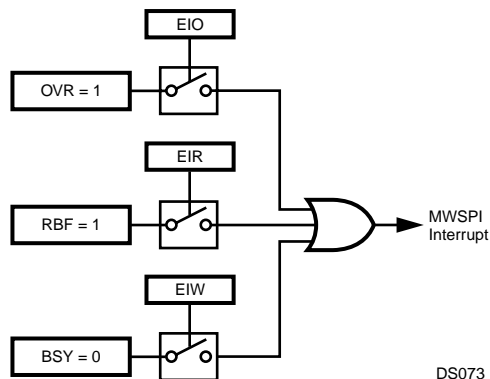 EIO
OVR = 1
EIR
RBF = 1
MWSPI
Interrupt
EIW
BSY = 0
DS073